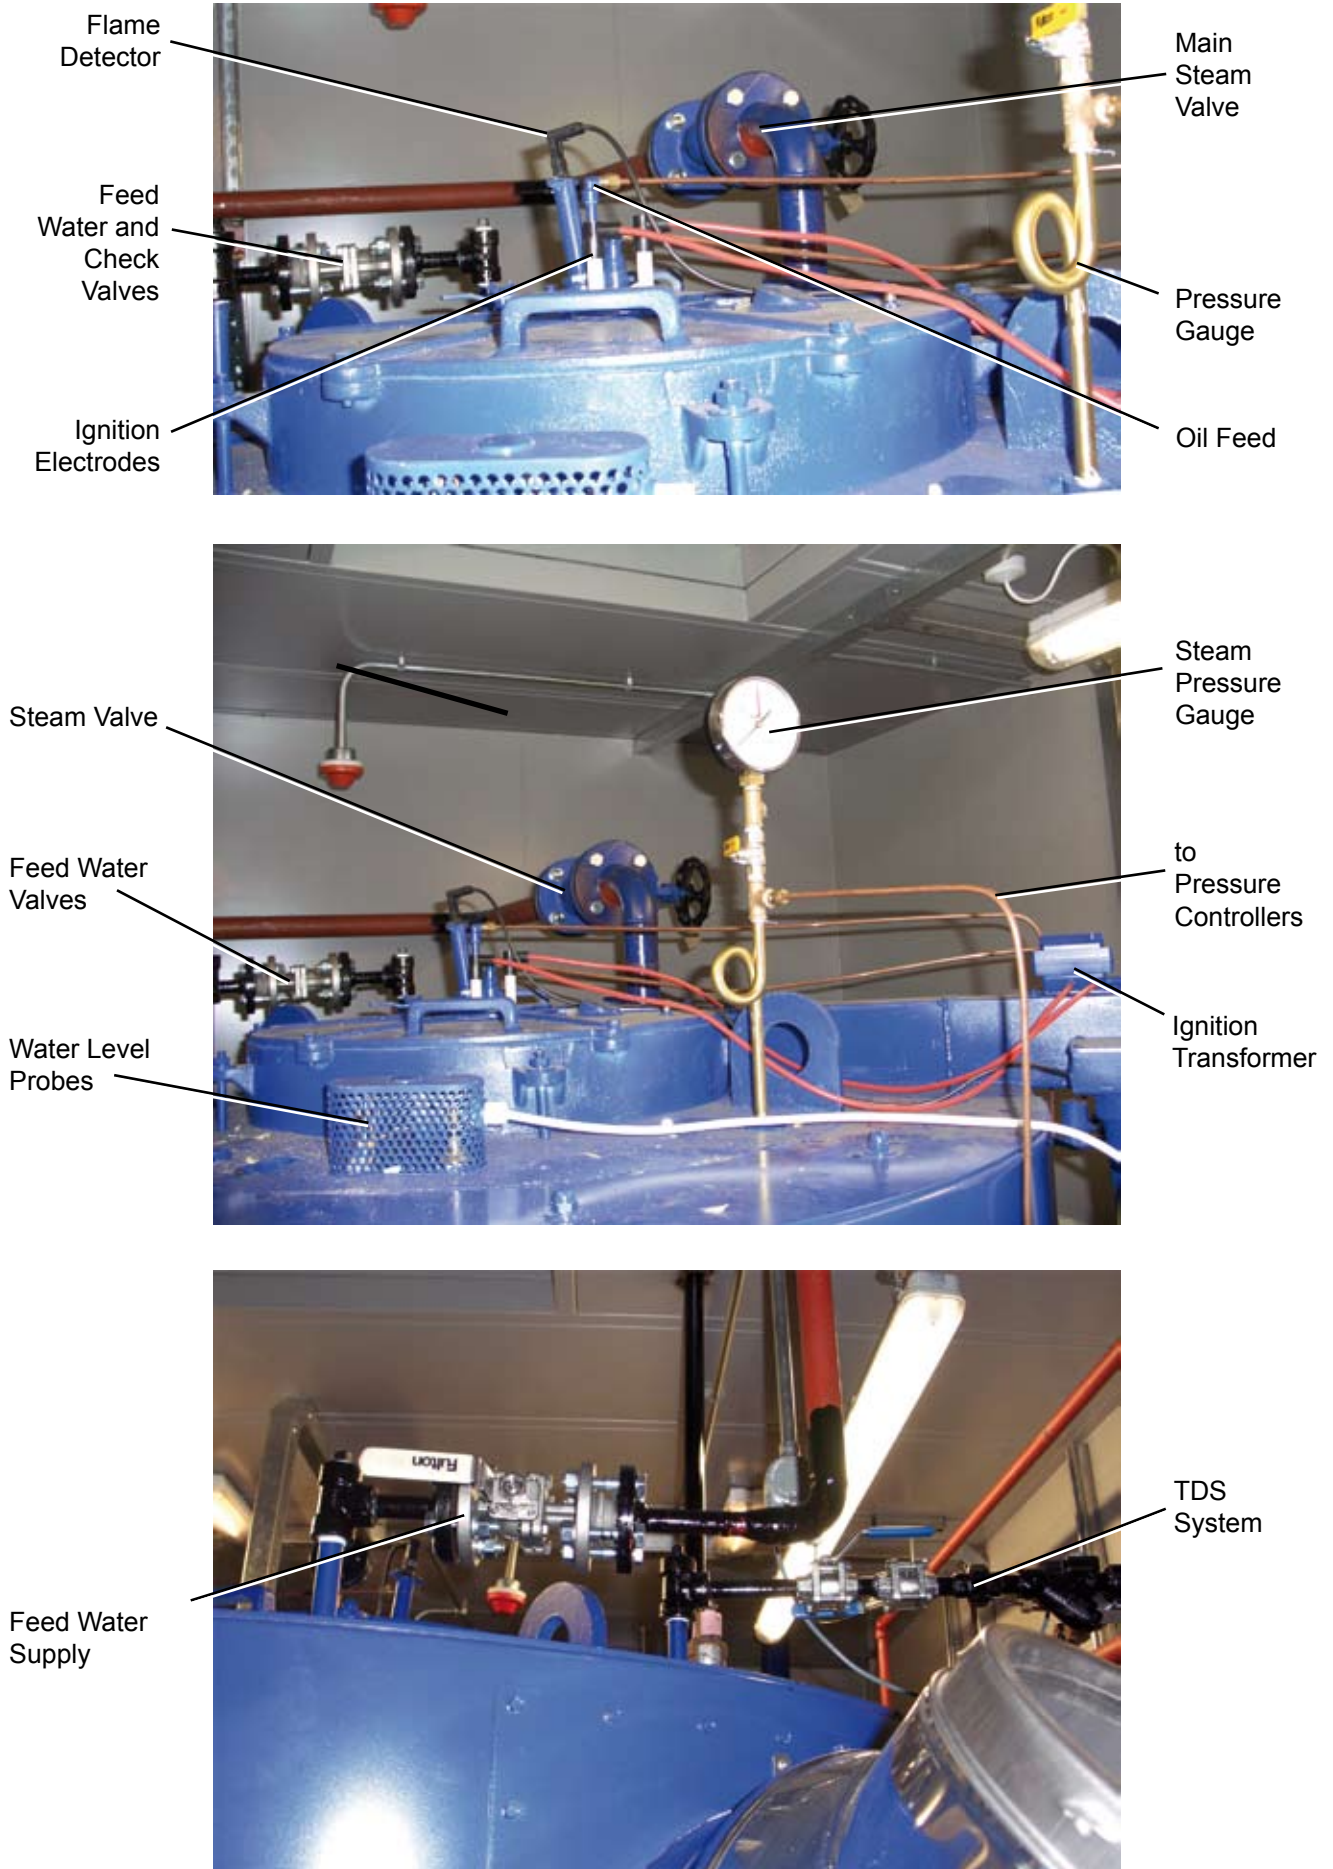 Flame
Detector
Main
Steam
Valve
Feed
Water and
Check
Valves
Pressure
Gauge
Ignition
Electrodes
Oil Feed
Steam
Pressure
Gauge
Steam Valve
Feed Water
Valves
to
Pressure
Controllers
Water Level
Probes
Ignition
Transformer
Fulton
TDS
System
Feed Water
Supply